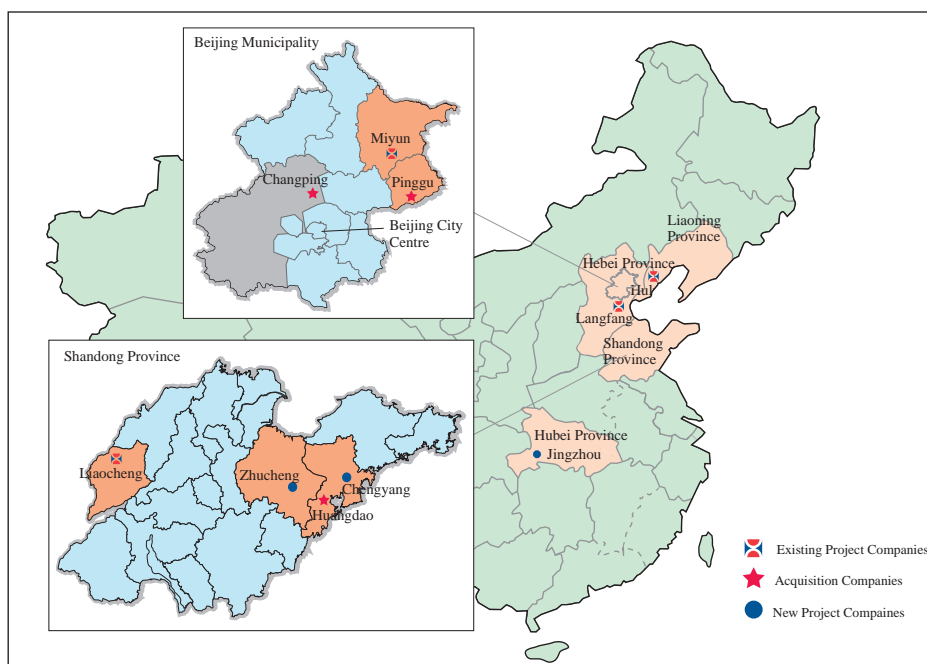 Beijing Municipality
Miyun
Changping
Pinggu
Beijing City
Centre
Liaoning
Province
Hebei Province
Hul
Langfang
Shandong
Province
Shandong Province
Liaocheng
Zhucheng
Chengyang
Huangdao
Hubei Province
Jingzhou
Existing Project Companies
Acquisition Companies
New Project Compaines